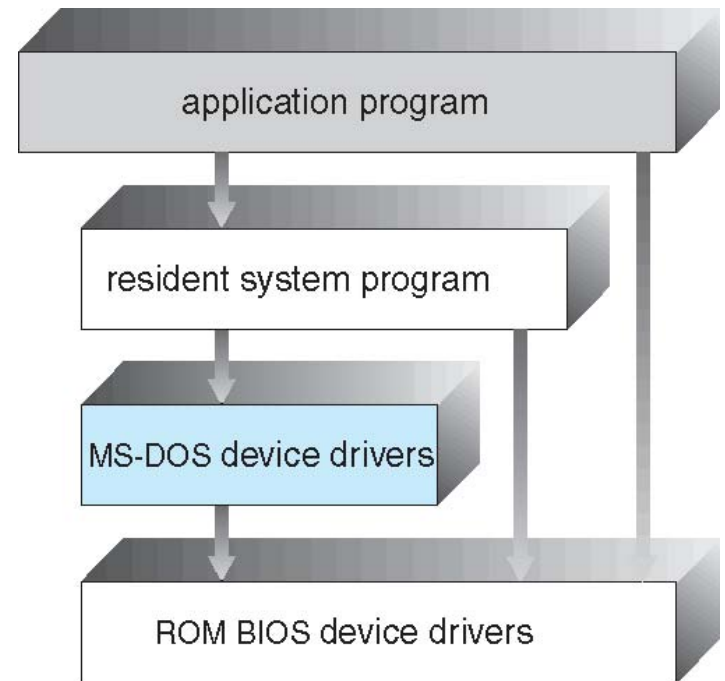 application program
resident system program
MS-DOS device drivers
ROM BIOS device drivers